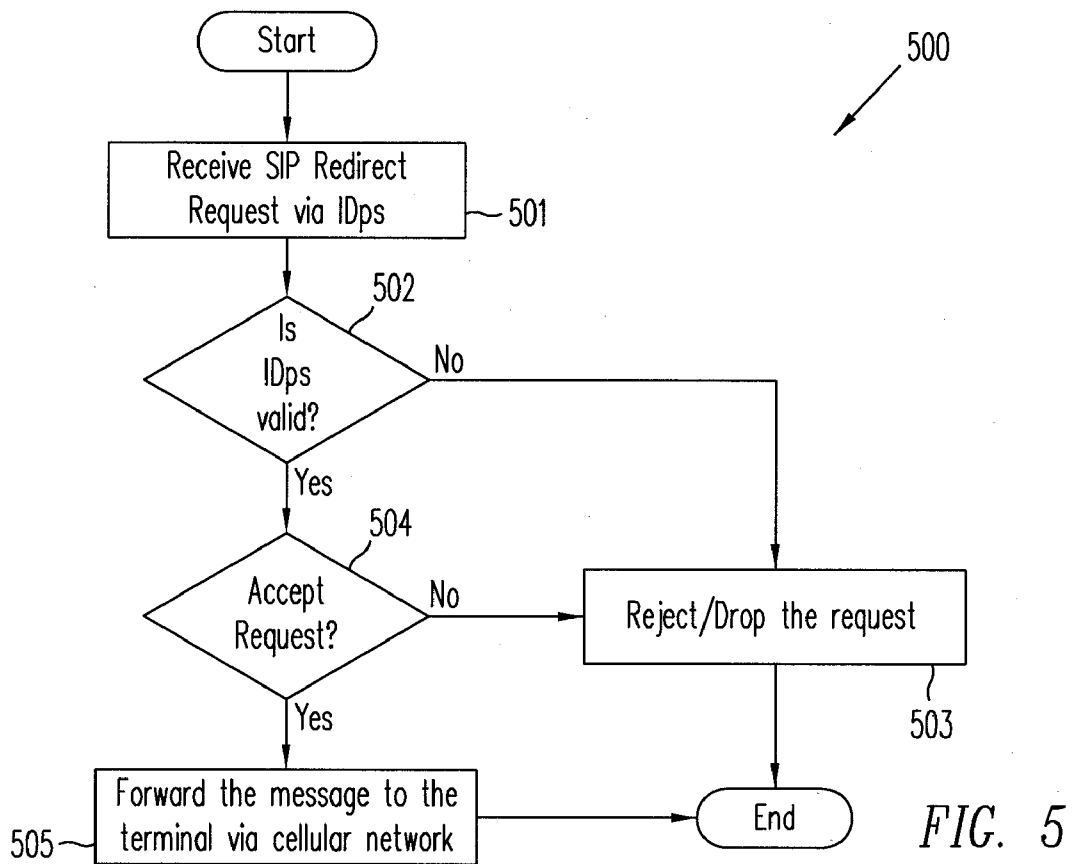 Start
500
Receive SIP Redirect
Request via IDps
501
502
Is
IDps
valid?
No
Yes
504
Accept
Request?
No
Reject/Drop the request
503
Yes
Forward the message to the
terminal via cellular network
505
End
FIG. 5